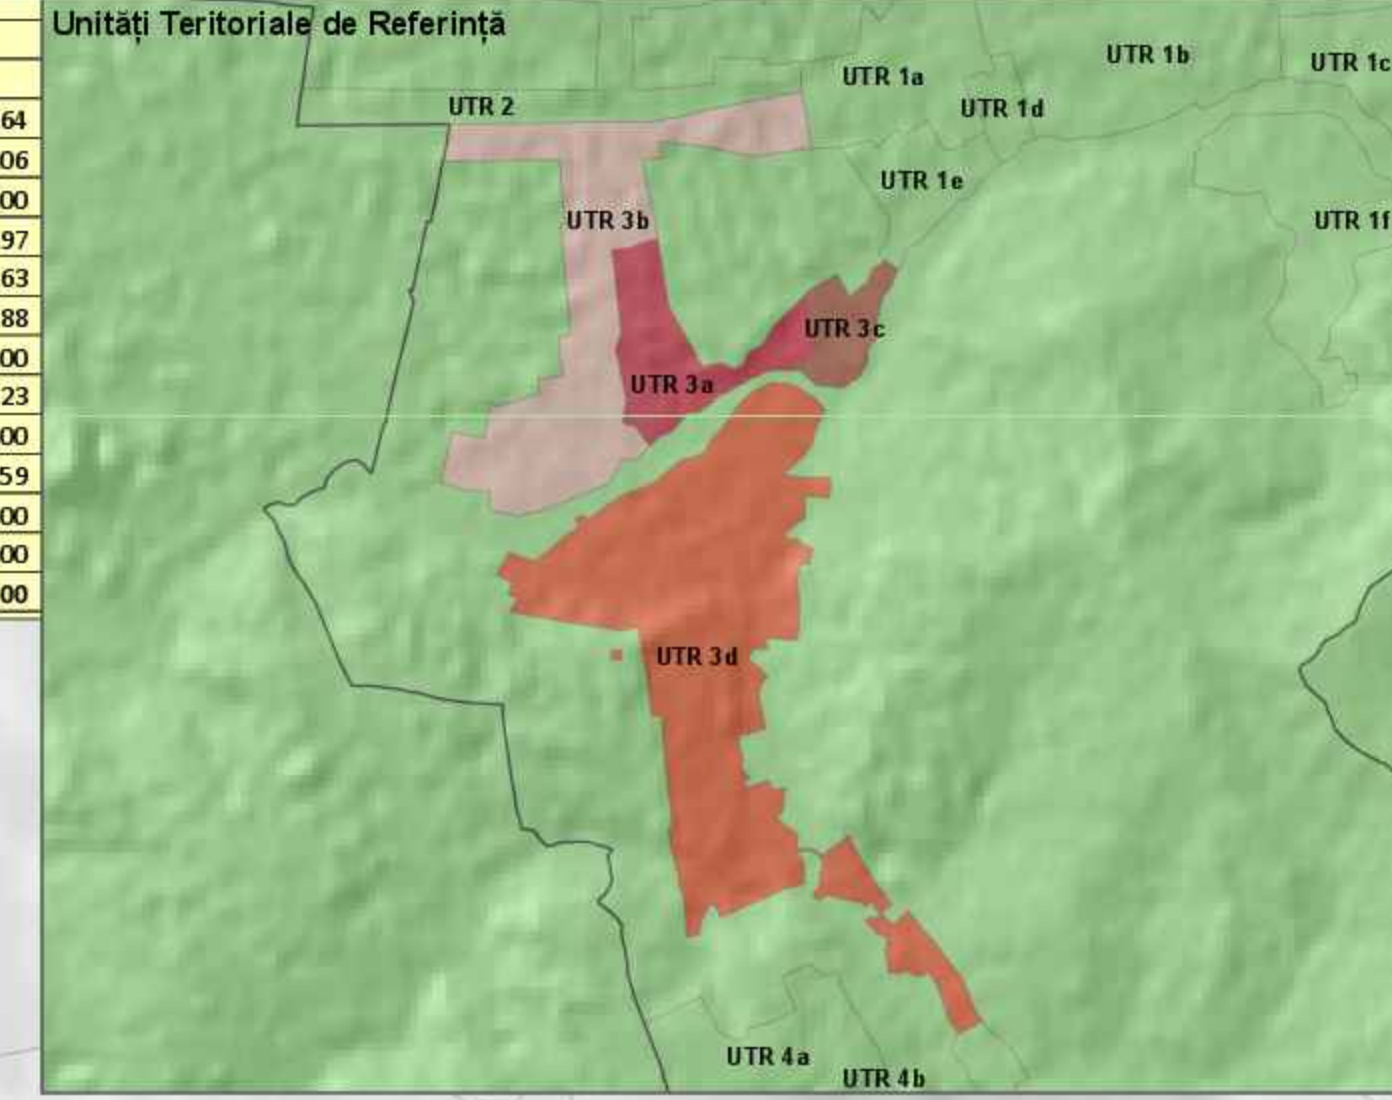 Unități Teritoriale de Referință
UTR 1b
UTR 1c
UTR 1a
UTR 2
UTR 1d
64
06
00
97
63
88
00
23
00
59
00
00
00
UTR 1e
UTR 3b
UTR 1f
UTR 3c
UTR 3a
UTR 3d
UTR 4a
UTR 4b